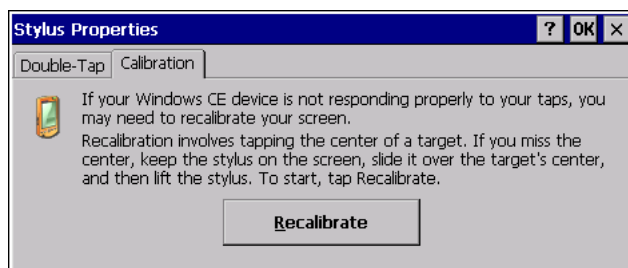 Stylus Properties ? OK ×
Double-Tap Calibration
If your Windows CE device is not responding properly to your taps, you
may need to recalibrate your screen.
Recalibration involves tapping the center of a target. If you miss the
center, keep the stylus on the screen, slide it over the target's center,
and then lift the stylus. To start, tap Recalibrate.
Recalibrate